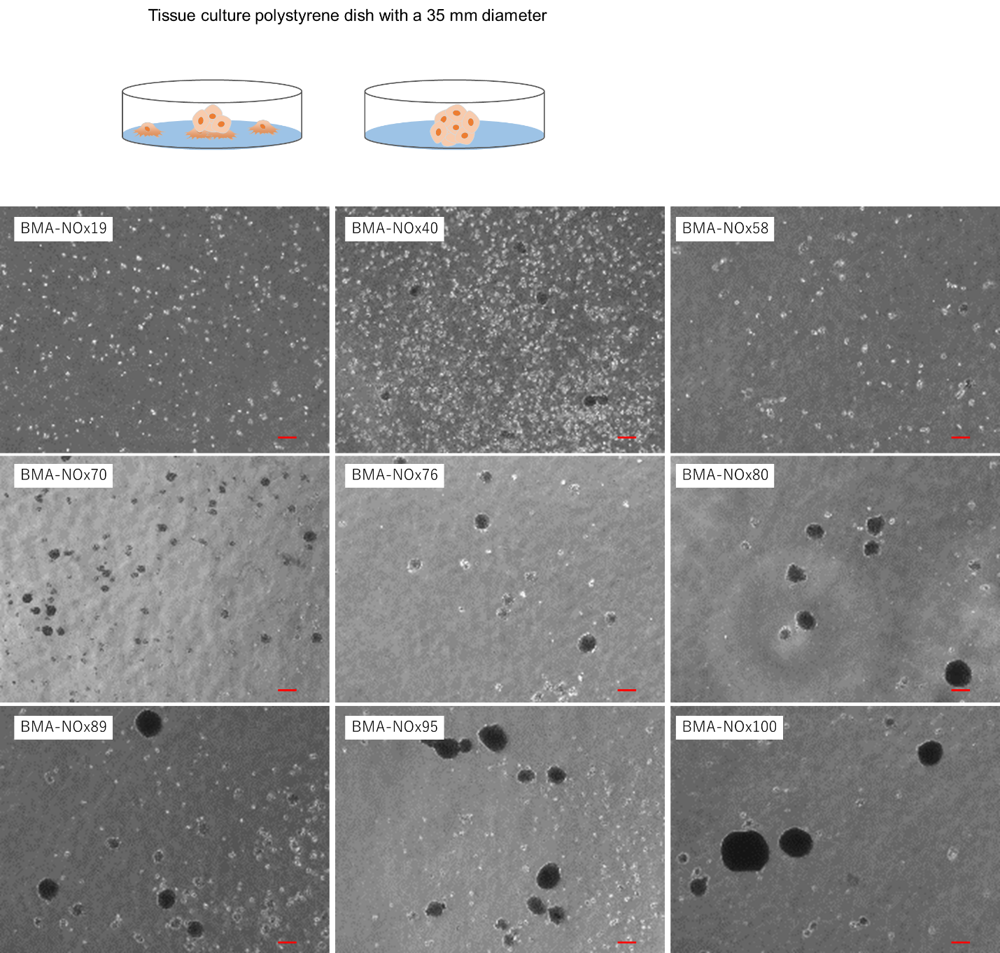 Tissue culture polystyrene dish with a 35 mm diameter
BMA-NOx19
BMA-NOx40
BMA-NOx58
BMA-NOx70
BMA-NOx76
BMA-NOx80
BMA-NOx89
BMA-NOx95
BMA-NOx100